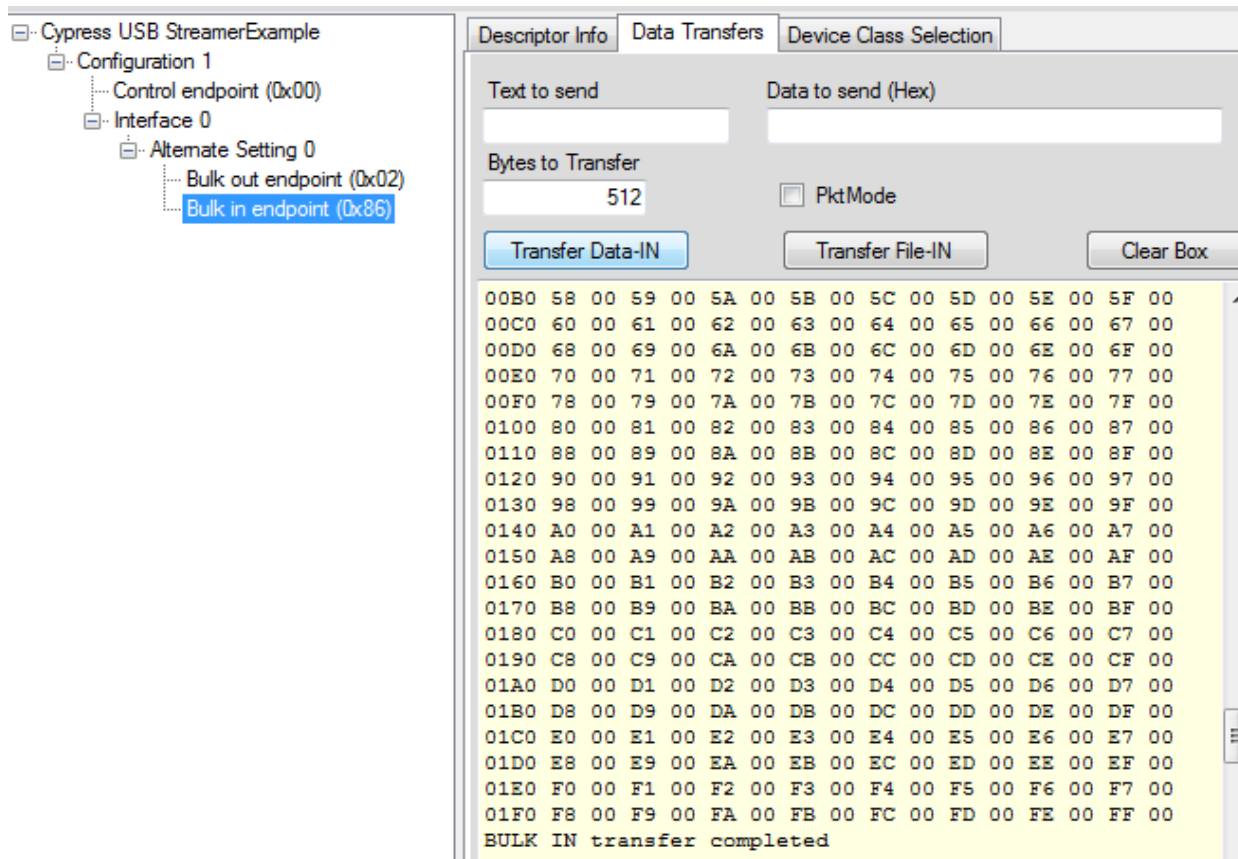 Cypress USB StreamerExample
Configuration 1
Control endpoint (0x00)
Interface 0
Alternate Setting 0
Bulk out endpoint (0x02)
Bulk in endpoint (0x86)
Descriptor Info Data Transfers Device Class Selection
Text to send Data to send (Hex)
Bytes to Transfer
512 PktMode
Transfer Data-IN Transfer File-IN Clear Box
00B0 58 00 59 00 5A 00 5B 00 5C 00 5D 00 5E 00 5F 00
00C0 60 00 61 00 62 00 63 00 64 00 65 00 66 00 67 00
00D0 68 00 69 00 6A 00 6B 00 6C 00 6D 00 6E 00 6F 00
00E0 70 00 71 00 72 00 73 00 74 00 75 00 76 00 77 00
00F0 78 00 79 00 7A 00 7B 00 7C 00 7D 00 7E 00 7F 00
0100 80 00 81 00 82 00 83 00 84 00 85 00 86 00 87 00
0110 88 00 89 00 8A 00 8B 00 8C 00 8D 00 8E 00 8F 00
0120 90 00 91 00 92 00 93 00 94 00 95 00 96 00 97 00
0130 98 00 99 00 9A 00 9B 00 9C 00 9D 00 9E 00 9F 00
0140 A0 00 A1 00 A2 00 A3 00 A4 00 A5 00 A6 00 A7 00
0150 A8 00 A9 00 AA 00 AB 00 AC 00 AD 00 AE 00 AF 00
0160 B0 00 B1 00 B2 00 B3 00 B4 00 B5 00 B6 00 B7 00
0170 B8 00 B9 00 BA 00 BB 00 BC 00 BD 00 BE 00 BF 00
0180 C0 00 C1 00 C2 00 C3 00 C4 00 C5 00 C6 00 C7 00
0190 C8 00 C9 00 CA 00 CB 00 CC 00 CD 00 CE 00 CF 00
01A0 D0 00 D1 00 D2 00 D3 00 D4 00 D5 00 D6 00 D7 00
01B0 D8 00 D9 00 DA 00 DB 00 DC 00 DD 00 DE 00 DF 00
01C0 E0 00 E1 00 E2 00 E3 00 E4 00 E5 00 E6 00 E7 00
01D0 E8 00 E9 00 EA 00 EB 00 EC 00 ED 00 EE 00 EF 00
01E0 F0 00 F1 00 F2 00 F3 00 F4 00 F5 00 F6 00 F7 00
01F0 F8 00 F9 00 FA 00 FB 00 FC 00 FD 00 FE 00 FF 00
BULK IN transfer completed